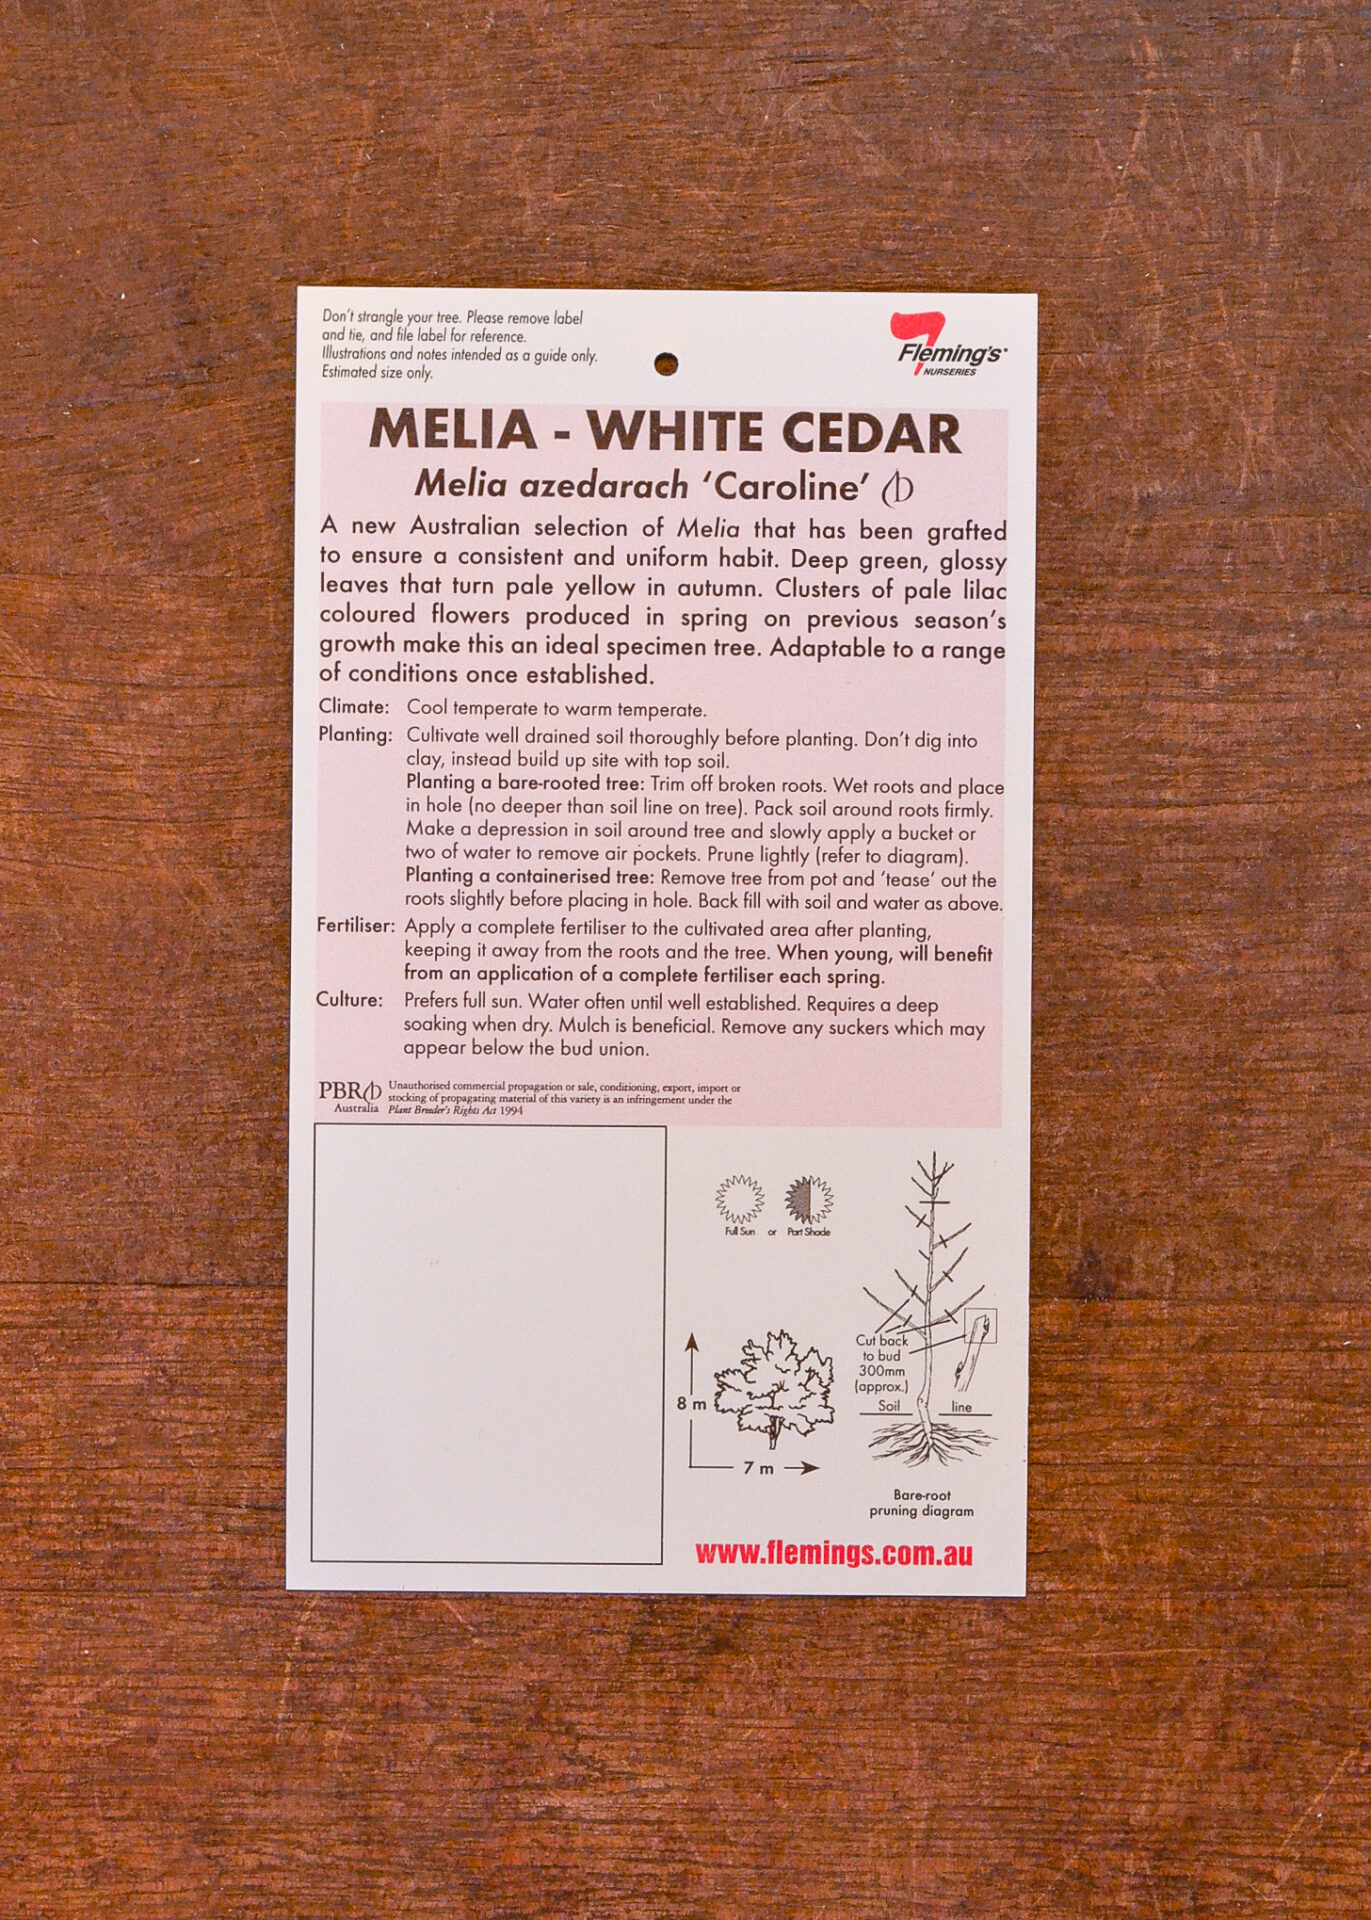 Don't strangle your tree. Please remove label
and tie, and file label for reference.
Illustrations and notes intended as a guide only.
Estimated size only.
Fleming's
NURSERIES
MELIA - WHITE CEDAR
Melia azedarach 'Caroline'
A new Australian selection of Melia that has been grafted
to ensure a consistent and uniform habit. Deep green, glossy
leaves that turn pale yellow in autumn. Clusters of pale lilac
coloured flowers produced in spring on previous season's
growth make this an ideal specimen tree. Adaptable to a range
of conditions once established.
Climate: Cool temperate to warm temperate.
Planting: Cultivate well drained soil thoroughly before planting. Don't dig into
clay, instead build up site with top soil.
Planting a bare-rooted tree: Trim off broken roots. Wet roots and place
in hole (no deeper than soil line on tree). Pack soil around roots firmly.
Make a depression in soil around tree and slowly apply a bucket or
two of water to remove air pockets. Prune lightly (refer to diagram).
Planting a containerised tree: Remove tree from pot and 'tease' out the
roots slightly before placing in hole. Back fill with soil and water as above.
Fertiliser: Apply a complete fertiliser to the cultivated area after planting,
keeping it away from the roots and the tree. When young, will benefit
from an application of a complete fertiliser each spring.
Culture: Prefers full sun. Water often until well established. Requires a deep
soaking when dry. Mulch is beneficial. Remove any suckers which may
appear below the bud union.
PBR
Australia
Unauthorised commercial propagation or sale, conditioning, export, import or
stocking of propagating material of this variety is an infringement under the
Plant Breeder's Rights Act 1994
Full Sun or Part Shade
8 m
7 m
Cut back
to bud
300mm
(approx.)
Soil line
Bare-root
pruning diagram
www.flemings.com.au